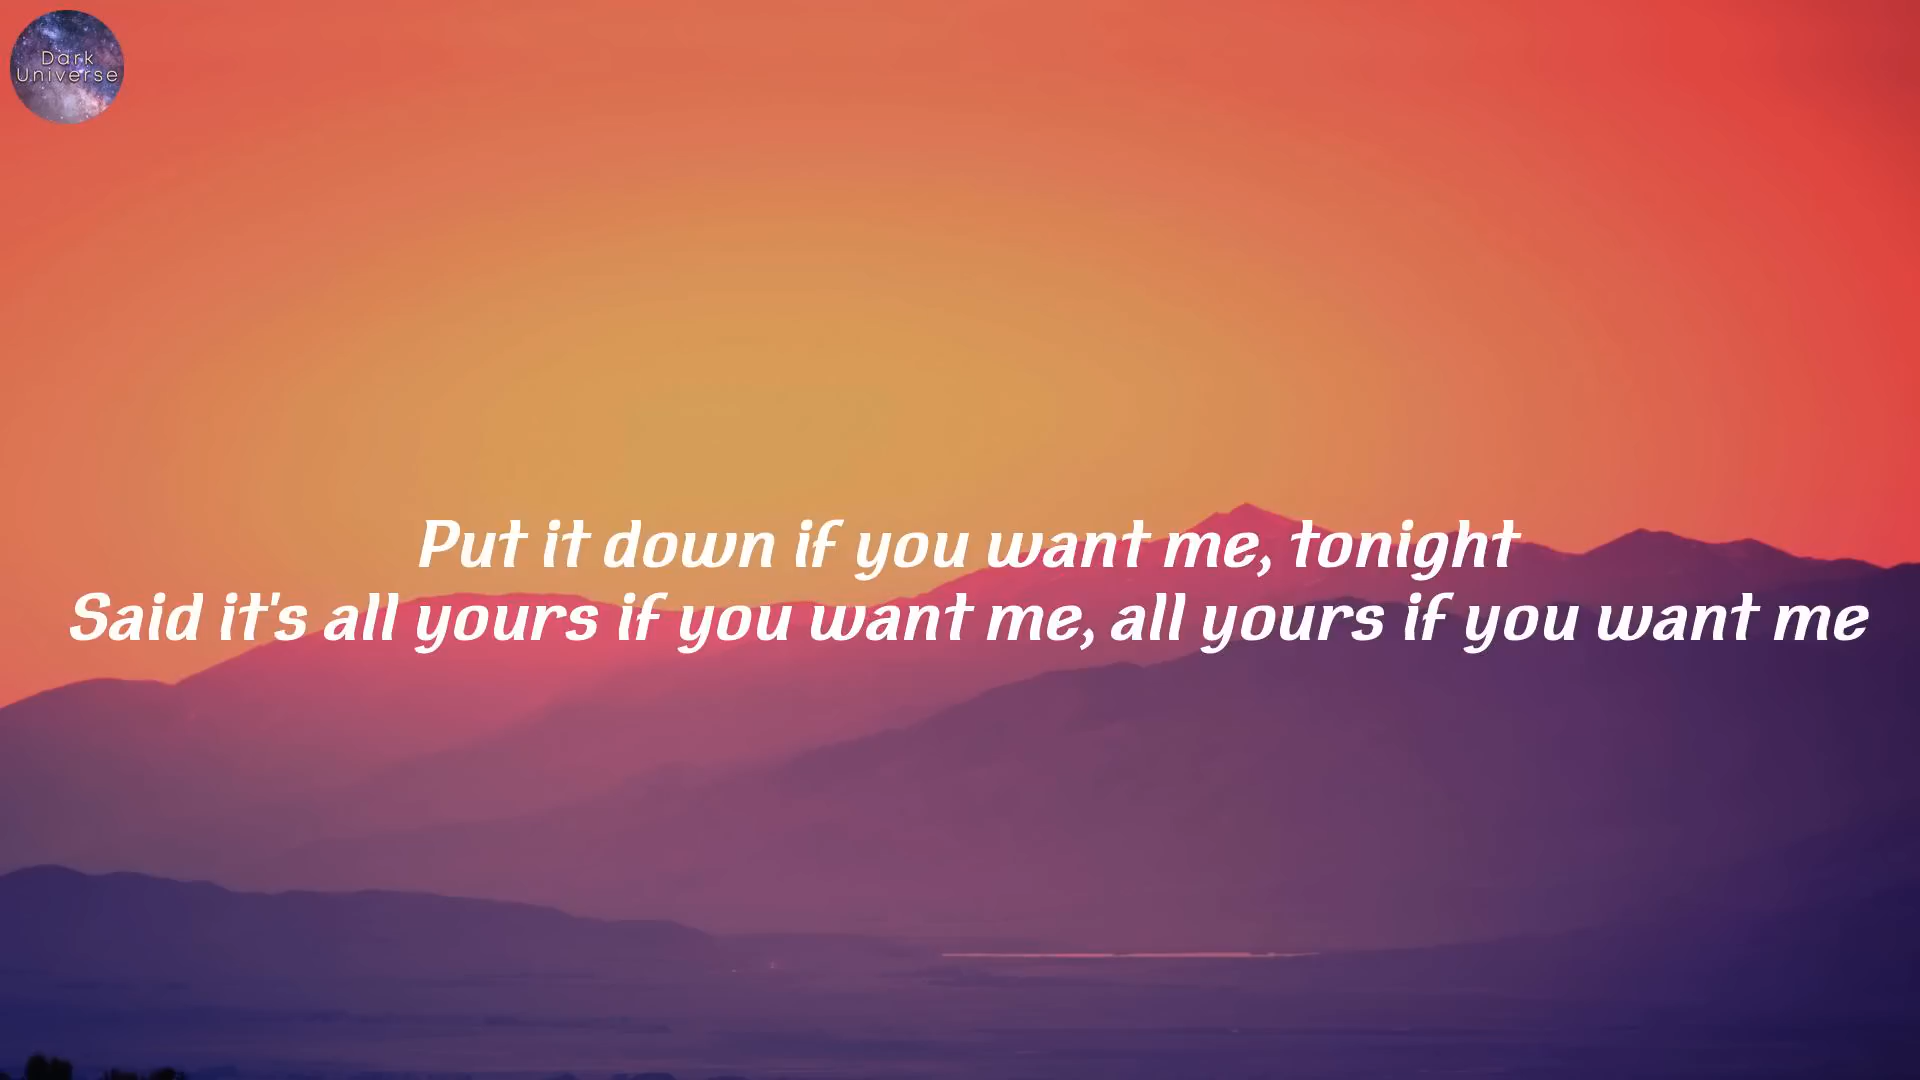 Dark
Universe
Put it down if you want me, tonight
Said it's all yours if you want me, all yours if you want me